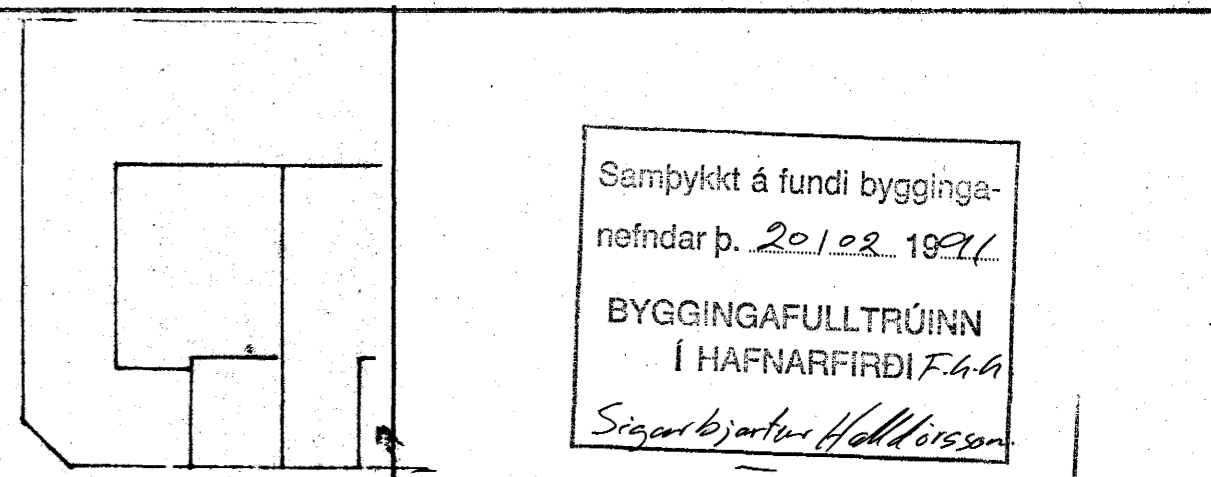 Samþykkt á fundi bygginga-
nefndar þ. 20/02 1991
BYGGINGAFULLTRÚINN
Í HAFNARFIRÐI F.h.h
Sigurbjartur Halldórsson